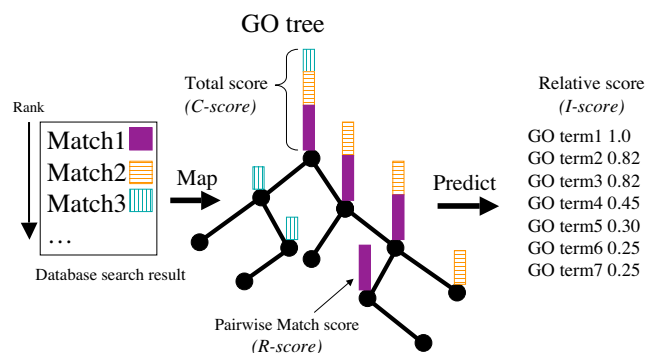 GO tree
Total score
(C-score)
Relative score
(I-score)
Rank
Match1
Match2
Match3
…
Map
Predict
GO term1 1.0
GO term2 0.82
GO term3 0.82
GO term4 0.45
GO term5 0.30
GO term6 0.25
GO term7 0.25
Database search result
Pairwise Match score
(R-score)